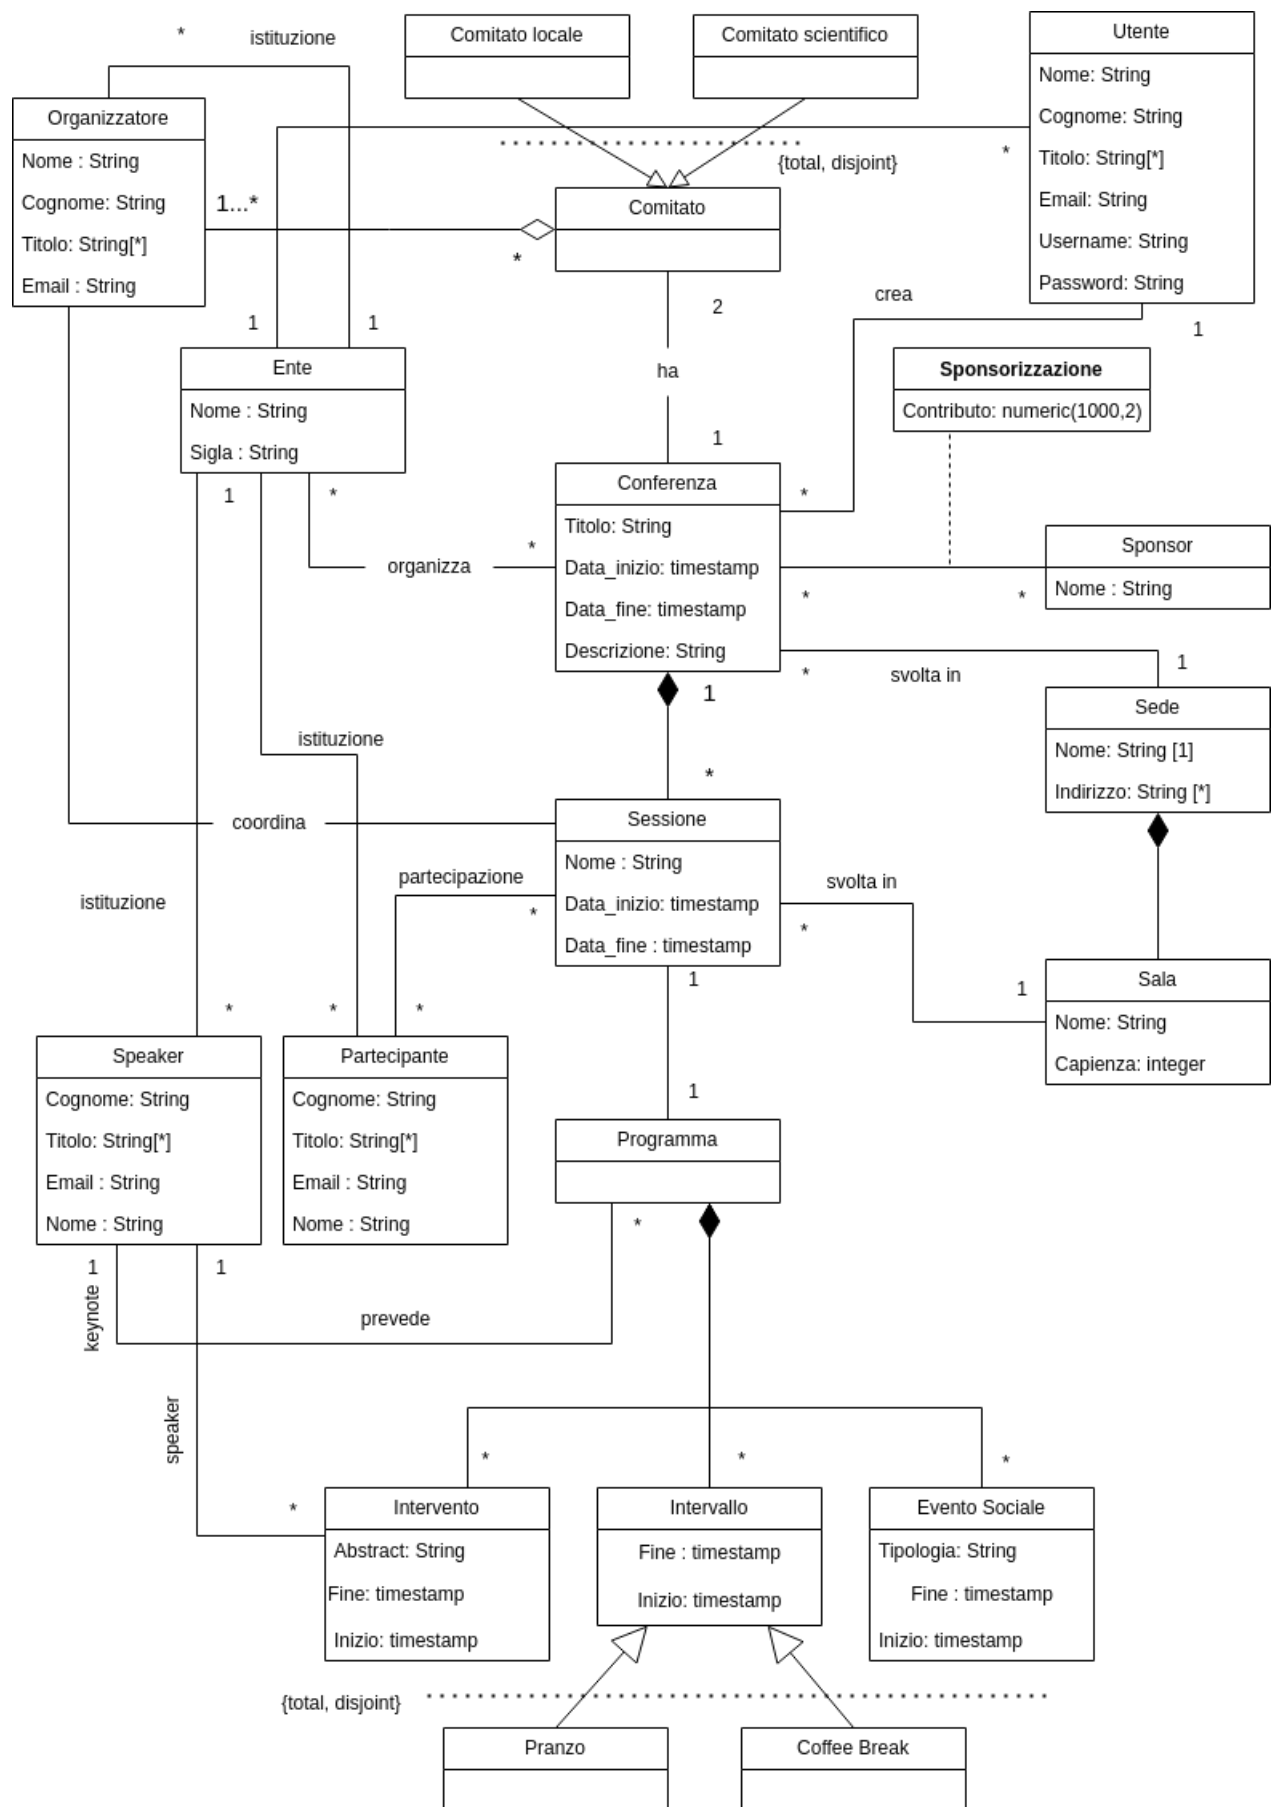 *
istituzione
Comitato locale
Comitato scientifico
Utente
Nome: String
Cognome: String
Titolo: String[*]
Email: String
Username: String
Password: String
Organizzatore
Nome : String
Cognome: String
Titolo: String[*]
Email : String
{total, disjoint}
*
1...*
*
Comitato
2
crea
1
1
1
ha
1
Ente
Nome : String
Sigla : String
Sponsorizzazione
Contributo: numeric(1000,2)
1
*
Conferenza
Titolo: String
Data_inizio: timestamp
Data_fine: timestamp
Descrizione: String
*
*
organizza
*
*
Sponsor
Nome : String
*
svolta in
1
1
Sede
Nome: String [1]
Indirizzo: String [*]
istituzione
*
coordina
Sessione
Nome : String
Data_inizio: timestamp
Data_fine : timestamp
partecipazione
*
svolta in
*
istituzione
1
1
Sala
Nome: String
Capienza: integer
*
*
*
Speaker
Cognome: String
Titolo: String[*]
Email : String
Nome : String
Partecipante
Cognome: String
Titolo: String[*]
Email : String
Nome : String
1
Programma
*
1
1
keynote
prevede
speaker
*
*
*
*
Intervento
Abstract: String
Fine: timestamp
Inizio: timestamp
Intervallo
Fine : timestamp
Inizio: timestamp
Evento Sociale
Tipologia: String
Fine : timestamp
Inizio: timestamp
{total, disjoint}
Pranzo
Coffee Break